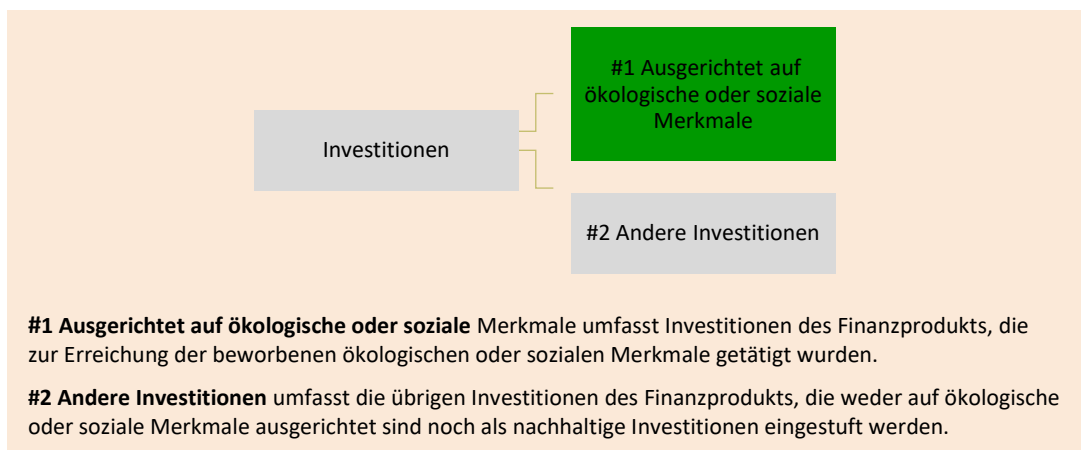 #1 Ausgerichtet auf
ökologische oder soziale
Merkmale
Investitionen
#2 Andere Investitionen
#1 Ausgerichtet auf ökologische oder soziale Merkmale umfasst Investitionen des Finanzprodukts, die
zur Erreichung der beworbenen ökologischen oder sozialen Merkmale getätigt wurden.
#2 Andere Investitionen umfasst die übrigen Investitionen des Finanzprodukts, die weder auf ökologische
oder soziale Merkmale ausgerichtet sind noch als nachhaltige Investitionen eingestuft werden.